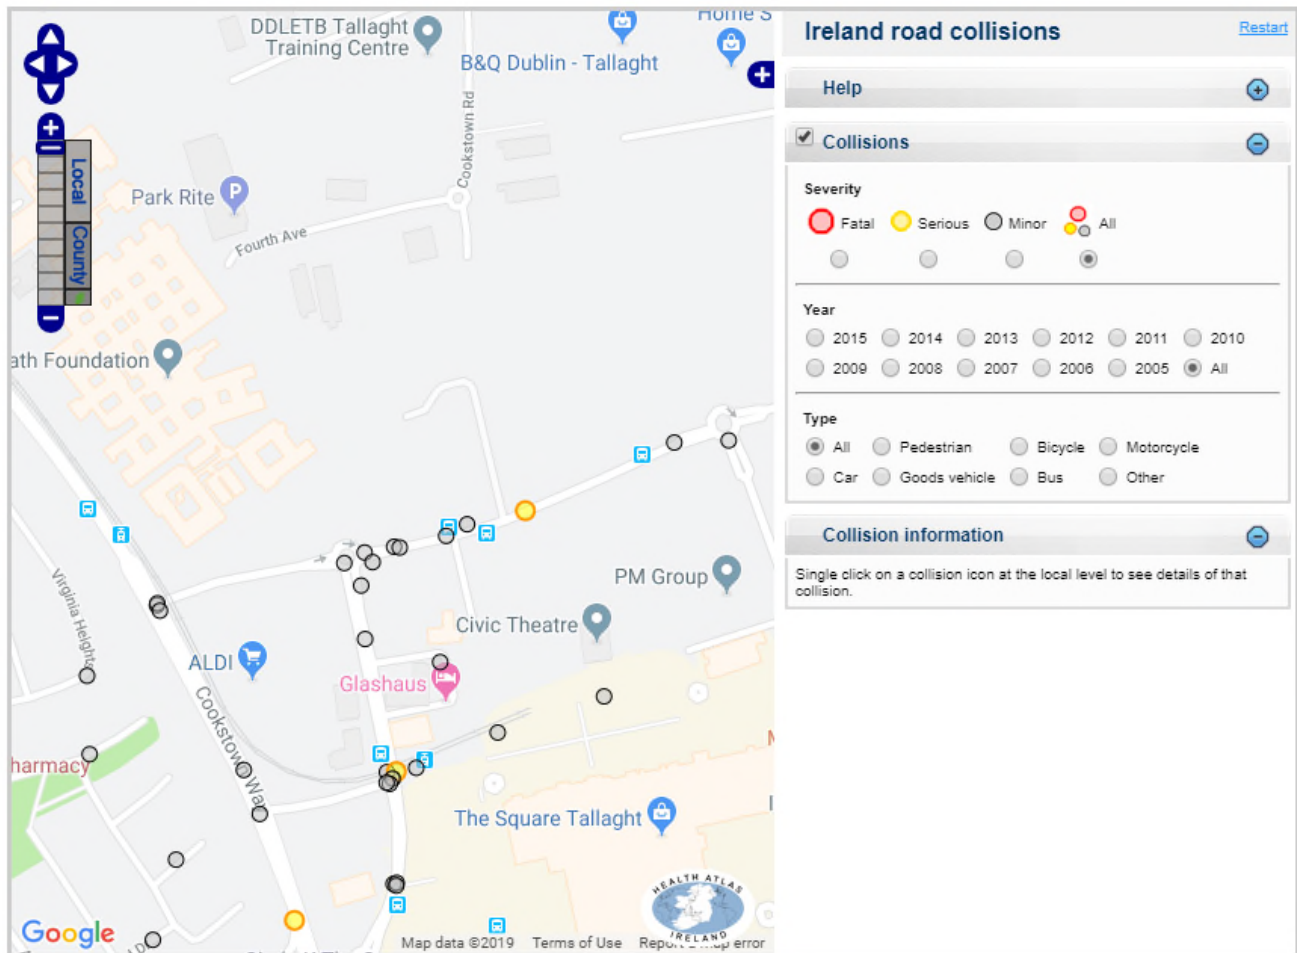 DDLETB Tallaght
Training Centre
Home S
B&Q Dublin - Tallaght
Cookstown Rd
Local
County
Park Rite
P
Fourth Ave
ath Foundation
Virginia Heights
PM Group
Civic Theatre
ALDI
Glashaus
Cookstown Way
harmacy
The Square Tallaght
HEALTH ATLAS
IRELAND
Google
Map data ©2019 Terms of Use Report a map error
Ireland road collisions
Restart
Help
Collisions
Severity
Fatal Serious Minor All
Year
2015 2014 2013 2012 2011 2010
2009 2008 2007 2006 2005 All
Type
All Pedestrian Bicycle Motorcycle
Car Goods vehicle Bus Other
Collision information
Single click on a collision icon at the local level to see details of that
collision.